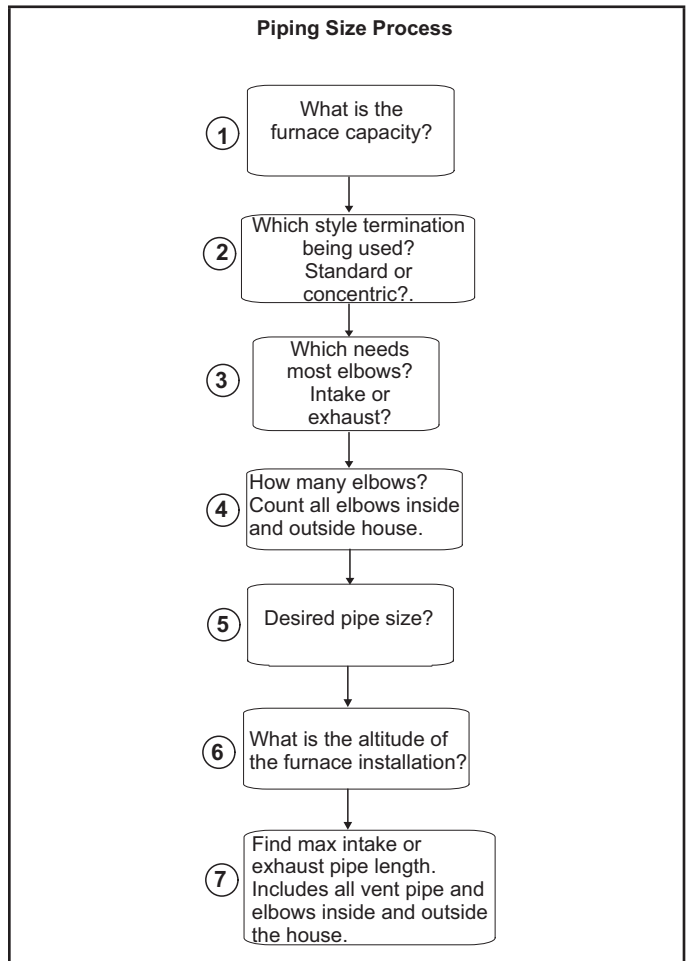 Piping Size Process
1
What is the
furnace capacity?
2
Which style termination
being used?
Standard or
concentric?.
3
Which needs
most elbows?
Intake or
exhaust?
4
How many elbows?
Count all elbows inside
and outside house.
5
Desired pipe size?
6
What is the altitude of
the furnace installation?
7
Find max intake or
exhaust pipe length.
Includes all vent pipe and
elbows inside and outside
the house.